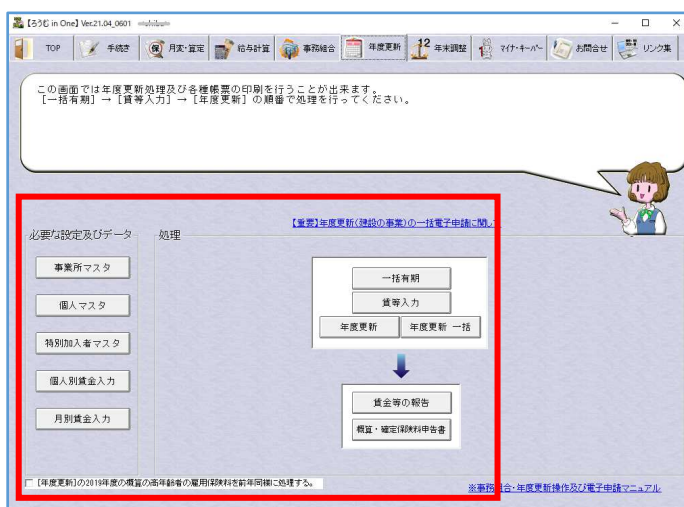 【ろうむ in One】 Ver.21.04_0601
TOP
手続き
月変・算定
給与計算
事務組合
年度更新
12 年末調整
マイナ・キーパー
お問合せ
リンク集
この画面では年度更新処理及び各種帳票の印刷を行うことが出来ます。
[一括有期] → [賃等入力] → [年度更新] の順番で処理を行ってください。
【重要】年度更新(建設の事業)の一括電子申請に関して
必要な設定及びデータ
処理
事業所マスタ
個人マスタ
特別加入者マスタ
個人別賃金入力
月別賃金入力
一括有期
賃等入力
年度更新
年度更新 一括
賃金等の報告
概算・確定保険料申告書
[年度更新]の2019年度の概算の高年齢者の雇用保険料を前年同様に処理する。
※事務組合・年度更新操作及び電子申請マニュアル